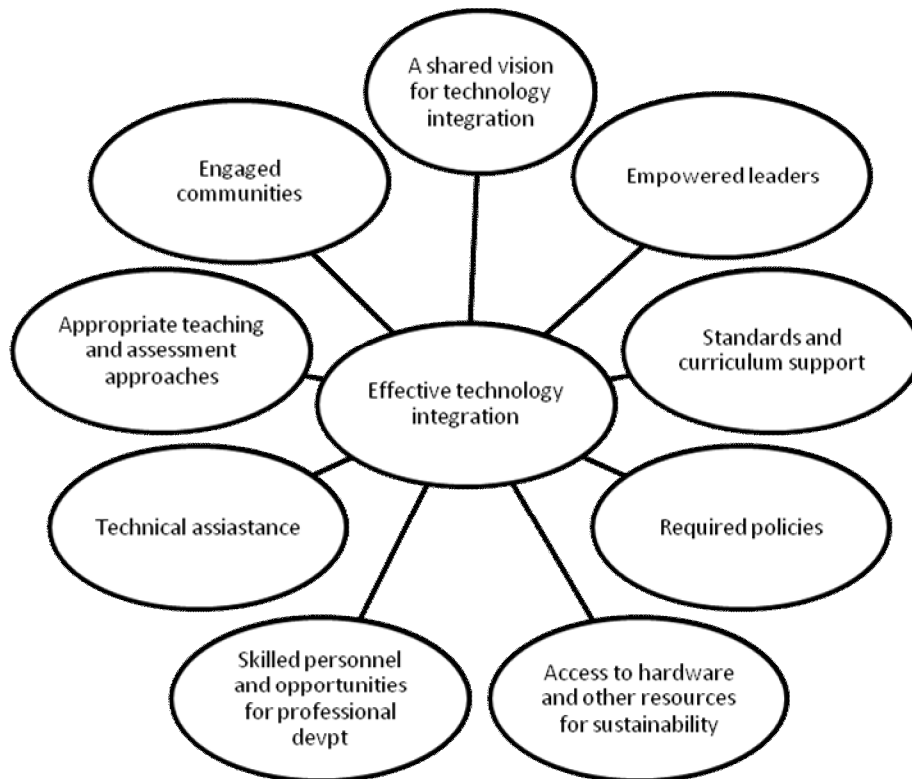 A shared vision
for technology
integration
Engaged
communities
Empowered leaders
Appropriate teaching
and assessment
approaches
Standards and
curriculum support
Effective technology
integration
Technical assiastance
Required policies
Skilled personnel
and opportunities
for professional
devpt
Access to hardware
and other resources
for sustainability